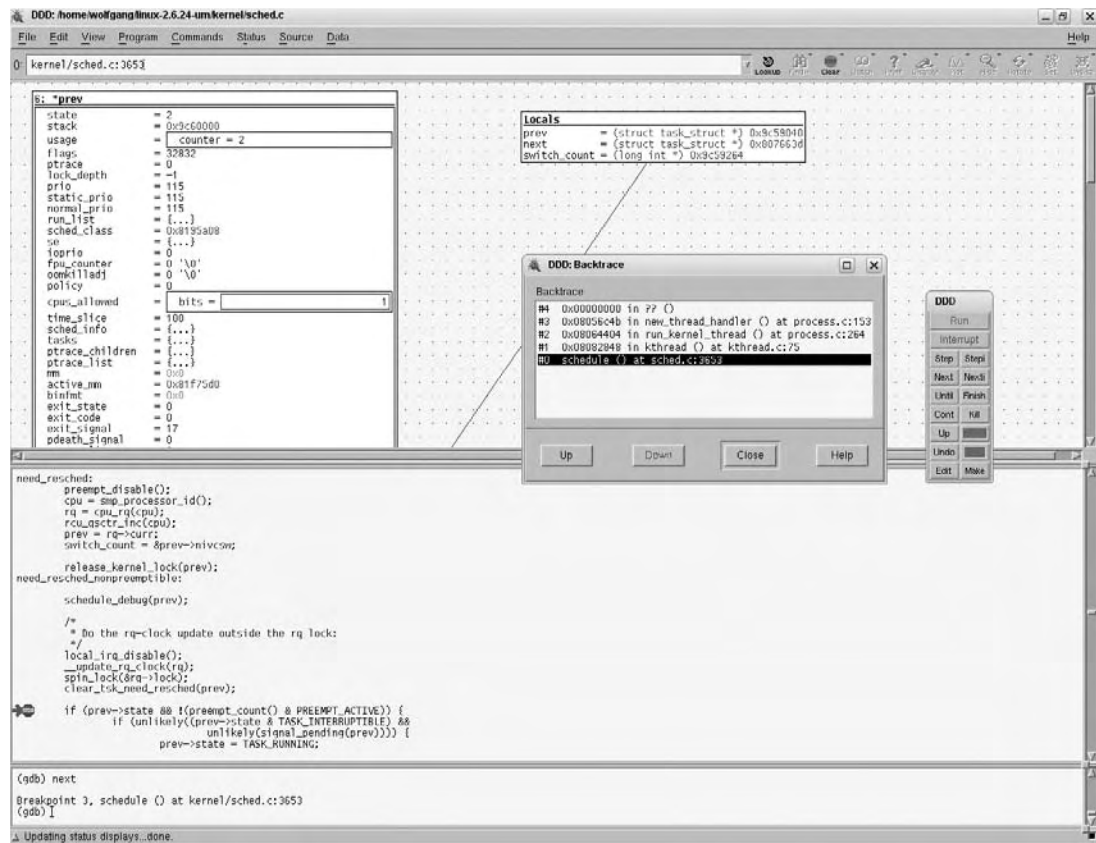 DDD: /home/wolfgang/linux-2.6.24-um/kernel/sched.c
File Edit View Program Commands Status Source Data Help
0: kernel/sched.c:3653
Lookup Clear
6: *prev
state = 2
stack = 0x9c60000
usage = counter = 2
flags = 32832
ptrace = 0
lock_depth = -1
prio = 115
static_prio = 115
normal_prio = 115
run_list = {...}
sched_class = 0x8195a08
se = {...}
ioprio = 0
fpu_counter = 0 '\0'
oomkilladj = 0 '\0'
policy = 0
cpus_allowed = bits = 1
time_slice = 100
sched_info = {...}
tasks = {...}
ptrace_children = {...}
ptrace_list = {...}
mm = 0x0
active_mm = 0x81f75d0
binfmt = 0x0
exit_state = 0
exit_code = 0
exit_signal = 17
pdeath_signal = 0
Locals
prev = (struct task_struct *) 0x9c59040
next = (struct task_struct *) 0x807663d
switch_count = (long int *) 0x9c59264
DDD: Backtrace
Backtrace
#4 0x00000000 in ?? ()
#3 0x08056c4b in new_thread_handler () at process.c:153
#2 0x08064404 in run_kernel_thread () at process.c:264
#1 0x08082848 in kthread () at kthread.c:75
#0 schedule () at sched.c:3653
Up Down Close Help
DDD
Run
Interrupt
Step Stepi
Next Nexti
Until Finish
Cont Kill
Up
Undo
Edit Make
need_resched:
preempt_disable();
cpu = smp_processor_id();
rq = cpu_rq(cpu);
rcu_qsctr_inc(cpu);
prev = rq->curr;
switch_count = &prev->nivcsw;
release_kernel_lock(prev);
need_resched_nonpreemptible:
schedule_debug(prev);
/*
* Do the rq-clock update outside the rq lock:
*/
local_irq_disable();
__update_rq_clock(rq);
spin_lock(&rq->lock);
clear_tsk_need_resched(prev);
if (prev->state && !(preempt_count() & PREEMPT_ACTIVE)) {
if (unlikely((prev->state & TASK_INTERRUPTIBLE) &&
unlikely(signal_pending(prev)))) {
prev->state = TASK_RUNNING;
(gdb) next
Breakpoint 3, schedule () at kernel/sched.c:3653
(gdb)
Updating status displays...done.